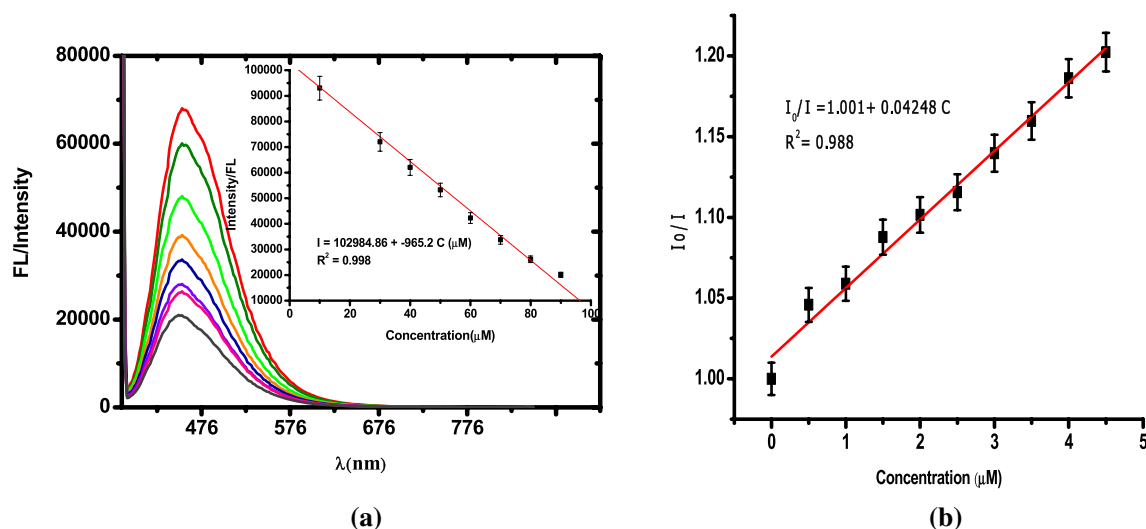 80000
60000
40000
20000
0
FL/Intensity
476
576
676
776
λ(nm)
100000
90000
80000
70000
60000
50000
40000
30000
20000
10000
Intensity/FL
I = 102984.86 + -965.2 C (μM)
R² = 0.998
0
20
40
60
80
100
Concentration(μM)
(a)
b)
1.20
1.15
1.10
1.05
1.00
I0/I
I₀/I =1.001+ 0.04248 C
R² = 0.988
0
1
2
3
4
5
Concentration (μM)
(b)